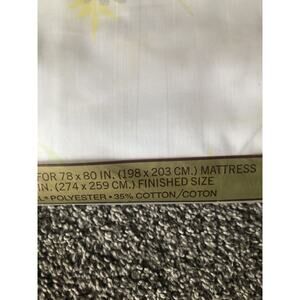 FOR 78 x 80 IN. (198 x 203 CM.) MATTRESS
IN. (274 x 259 CM.) FINISHED SIZE
POLYESTER • 35% COTTON/COTON